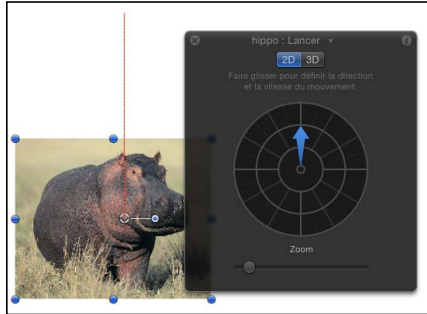 hippo : Lancer
2D 3D
Faire glisser pour définir la direction
et la vitesse du mouvement.
Zoom